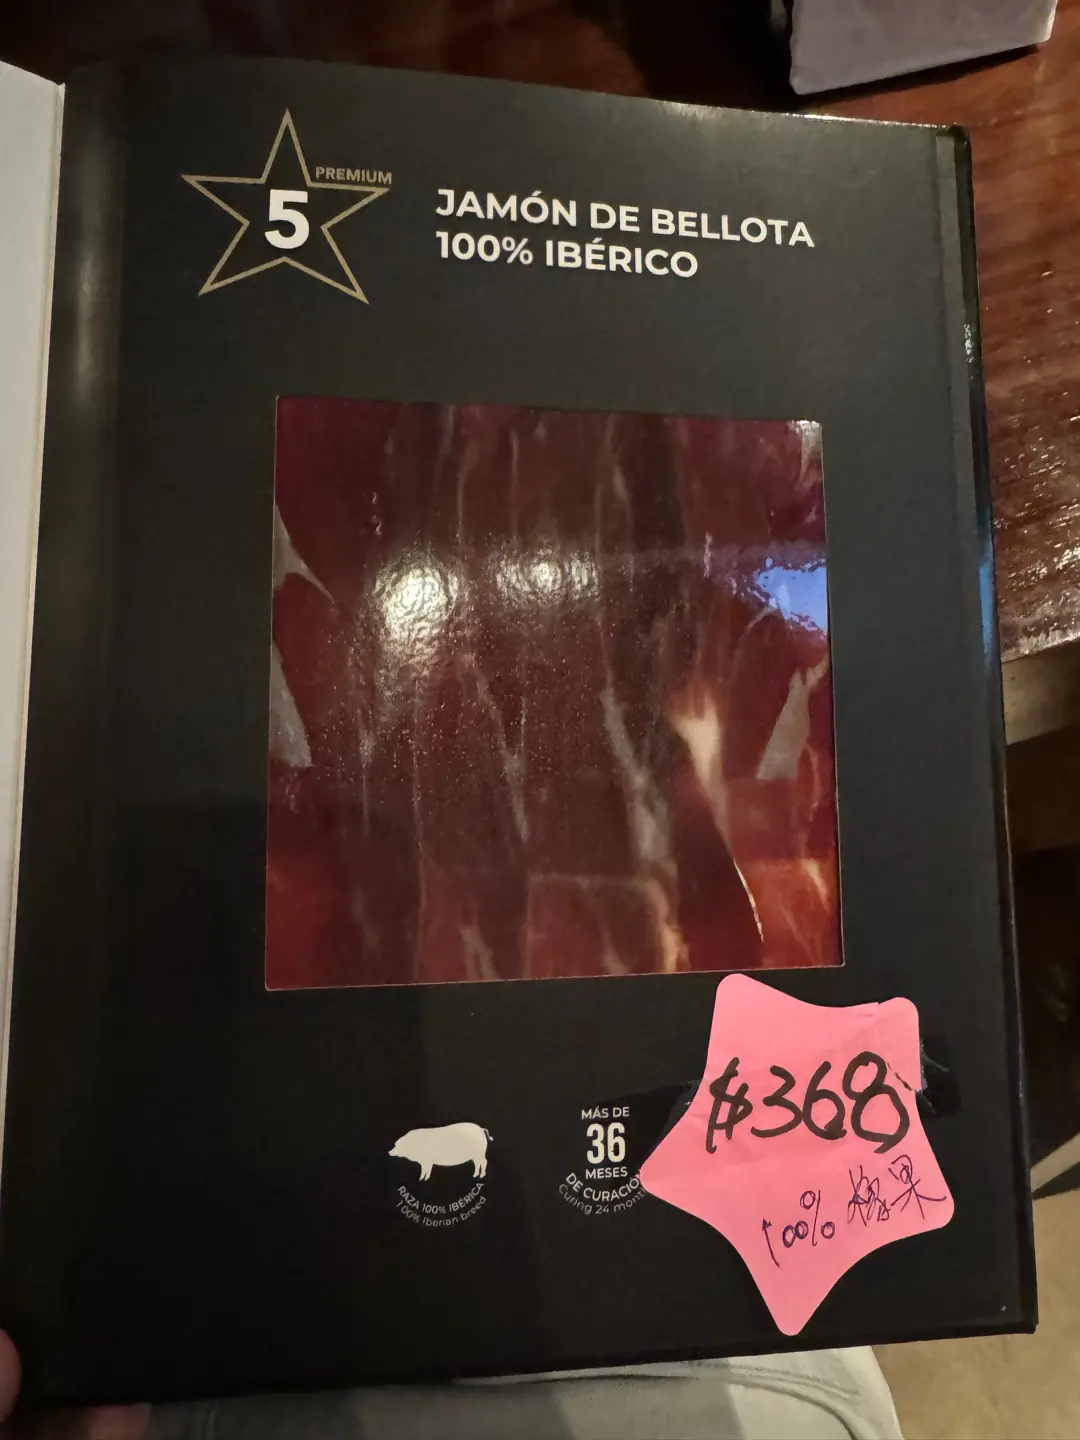 PREMIUM
5
JAMÓN DE BELLOTA
100% IBÉRICO
RAZA 100% IBÉRICA
100% Iberian breed
MÁS DE
36
MESES
DE CURACIÓN
Curing 24 mont
$368
100% 橡果